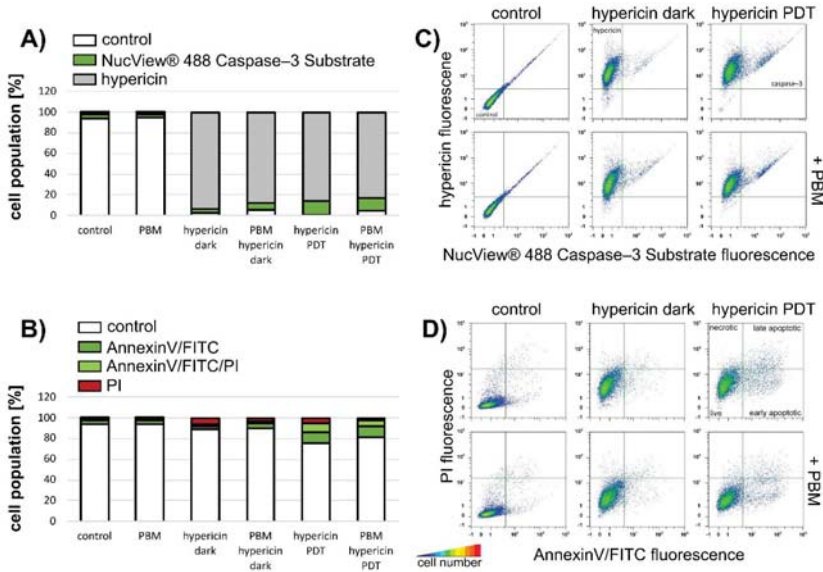 A)
control
NucView® 488 Caspase–3 Substrate
hypericin
cell population [%]
120
100
80
60
40
20
0
control
PBM
hypericin dark
PBM hypericin dark
hypericin PDT
PBM hypericin PDT
B)
control
AnnexinV/FITC
AnnexinV/FITC/PI
PI
cell population [%]
120
100
80
60
40
20
0
control
PBM
hypericin dark
PBM hypericin dark
hypericin PDT
PBM hypericin PDT
C)
control
hypericin dark
hypericin PDT
hypericin
caspase–3
control
hypericin fluorescene
+ PBM
NucView® 488 Caspase–3 Substrate fluorescence
D)
control
hypericin dark
hypericin PDT
necrotic
late apoptotic
live
early apoptotic
PI fluorescence
+ PBM
cell number
AnnexinV/FITC fluorescence